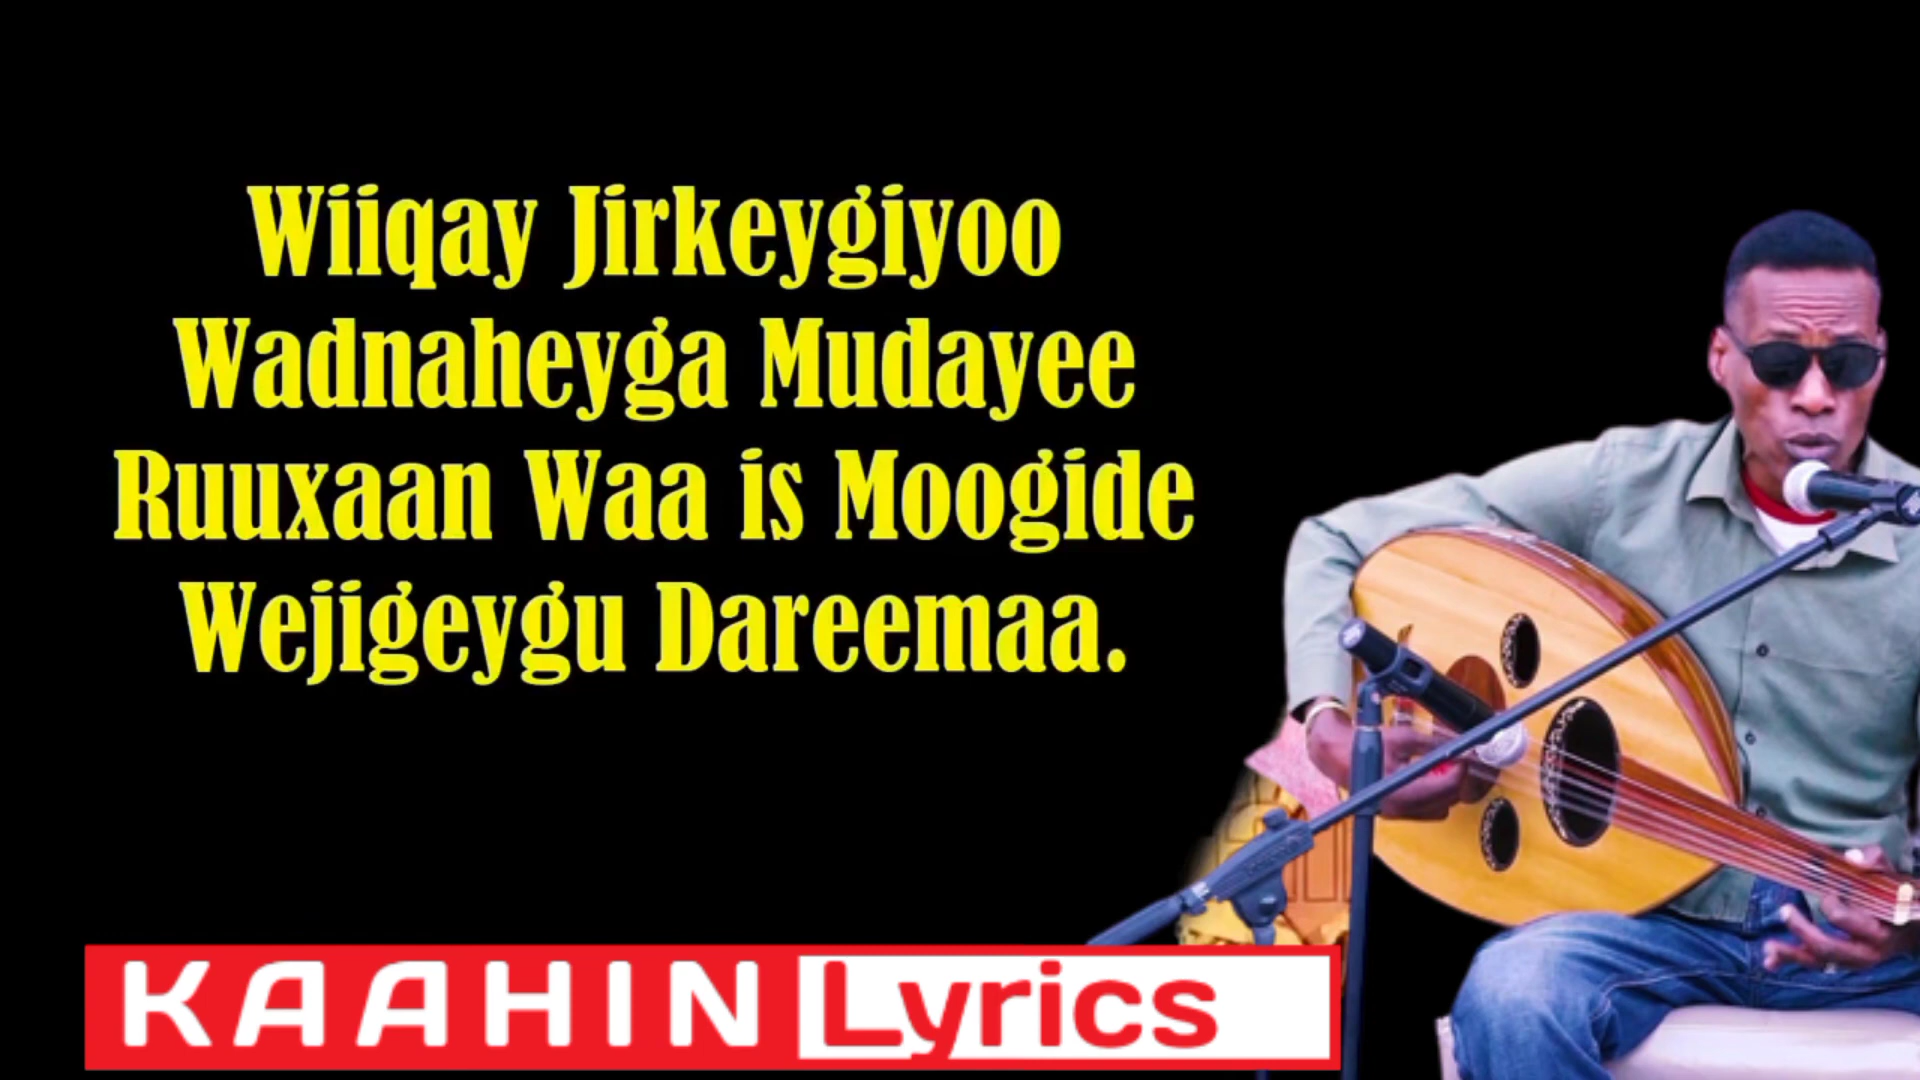 Wiiqay Jirkeygiyoo
Wadnaheyga Mudayee
Ruuxaan Waa is Moogide
Wejigeygu Dareemaa.
KAAHIN Lyrics